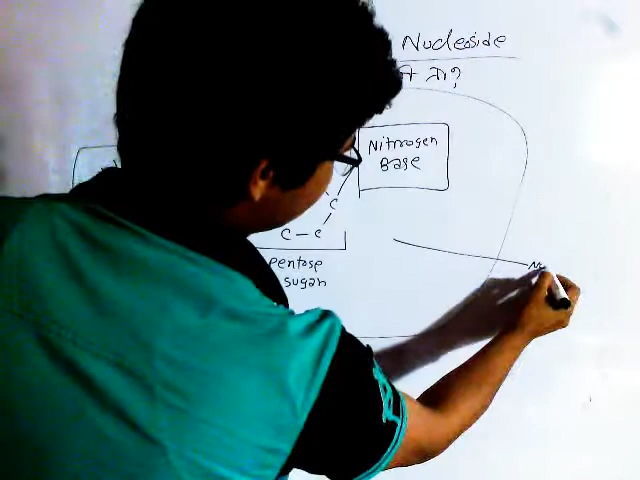 Nucleoside
Nitrogen
Base
C
C – C
pentose
sugar